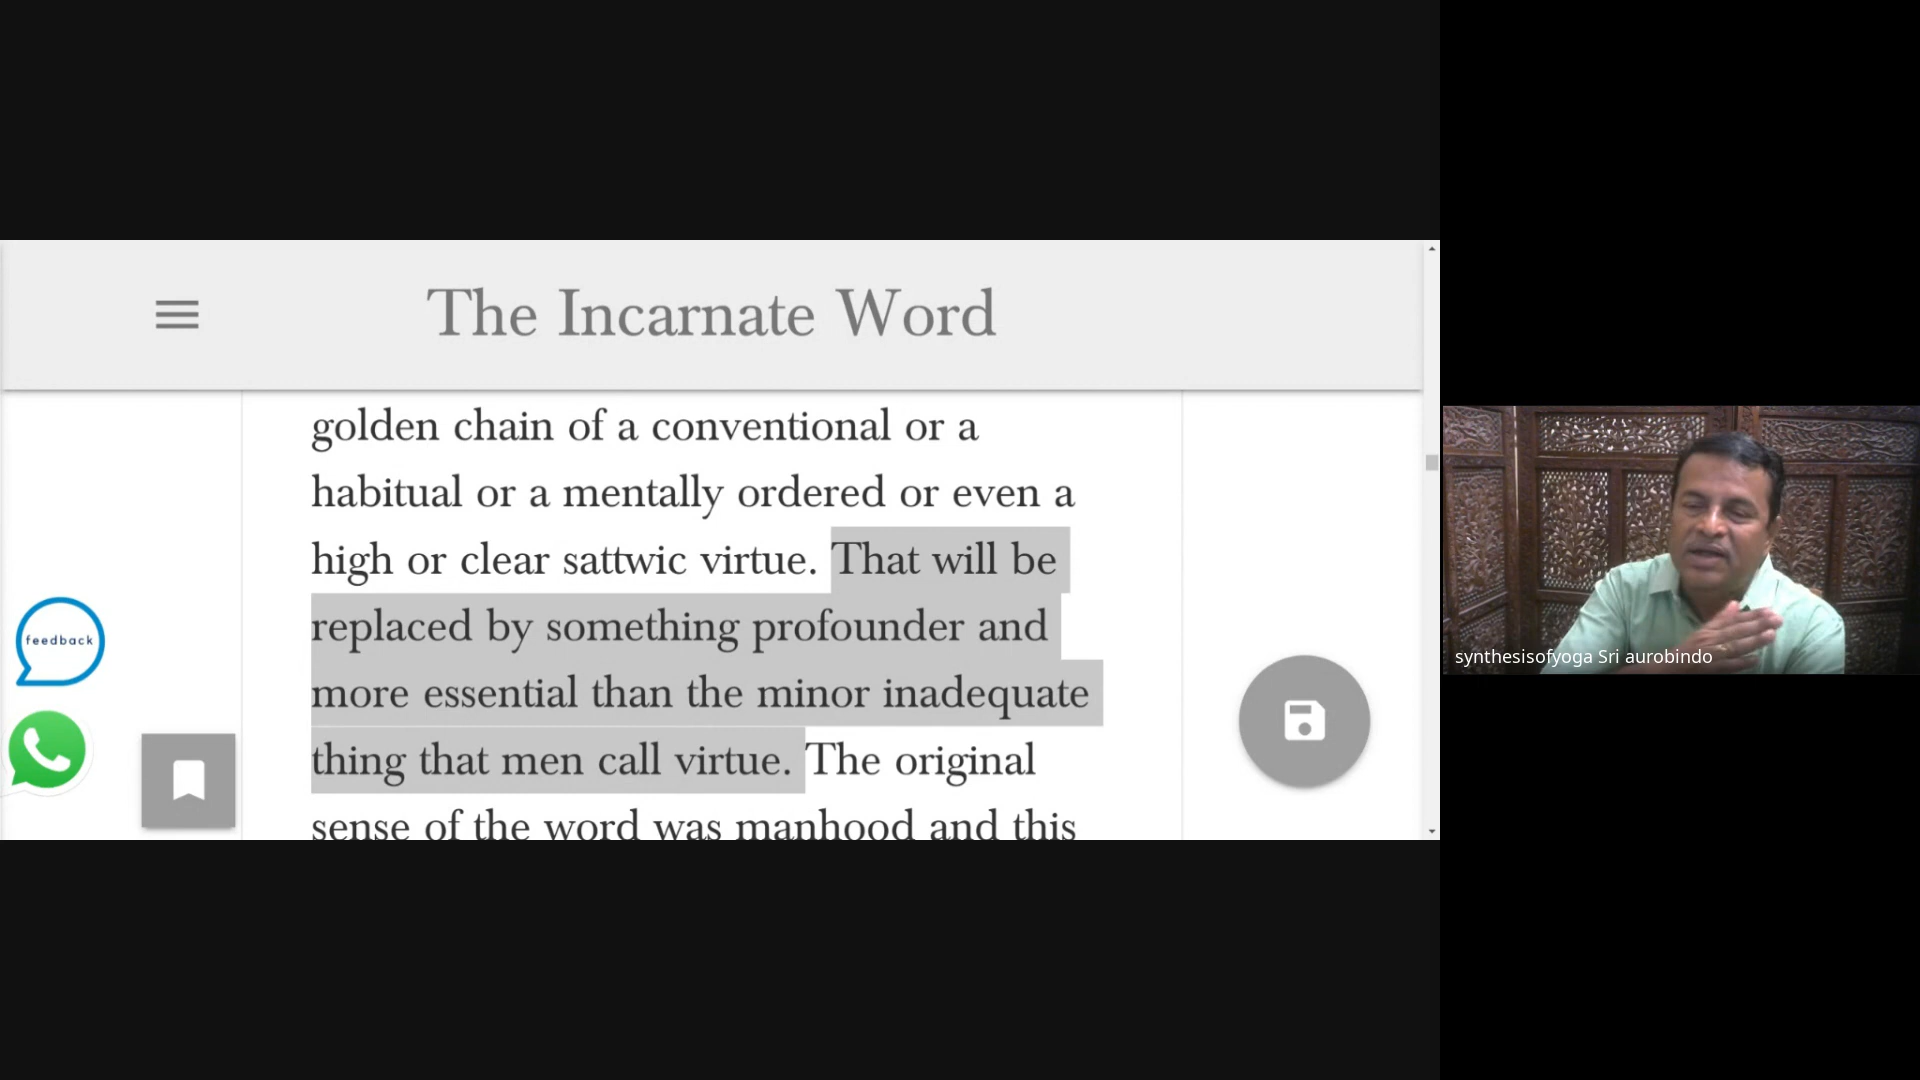 The Incarnate Word
golden chain of a conventional or a
habitual or a mentally ordered or even a
high or clear sattwic virtue. That will be
replaced by something profounder and
more essential than the minor inadequate
thing that men call virtue. The original
sense of the word was manhood and this
feedback
synthesisofyoga Sri aurobindo